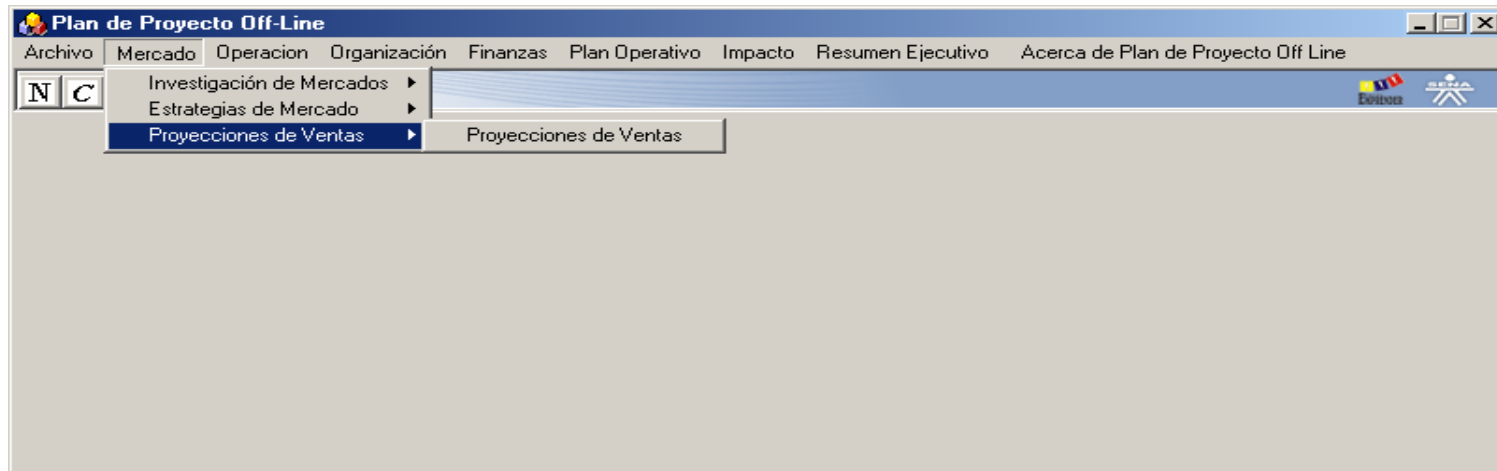 Plan de Proyecto Off-Line
Archivo Mercado Operacion Organización Finanzas Plan Operativo Impacto Resumen Ejecutivo Acerca de Plan de Proyecto Off Line
N C
Investigación de Mercados
Estrategias de Mercado
Proyecciones de Ventas Proyecciones de Ventas
SENA